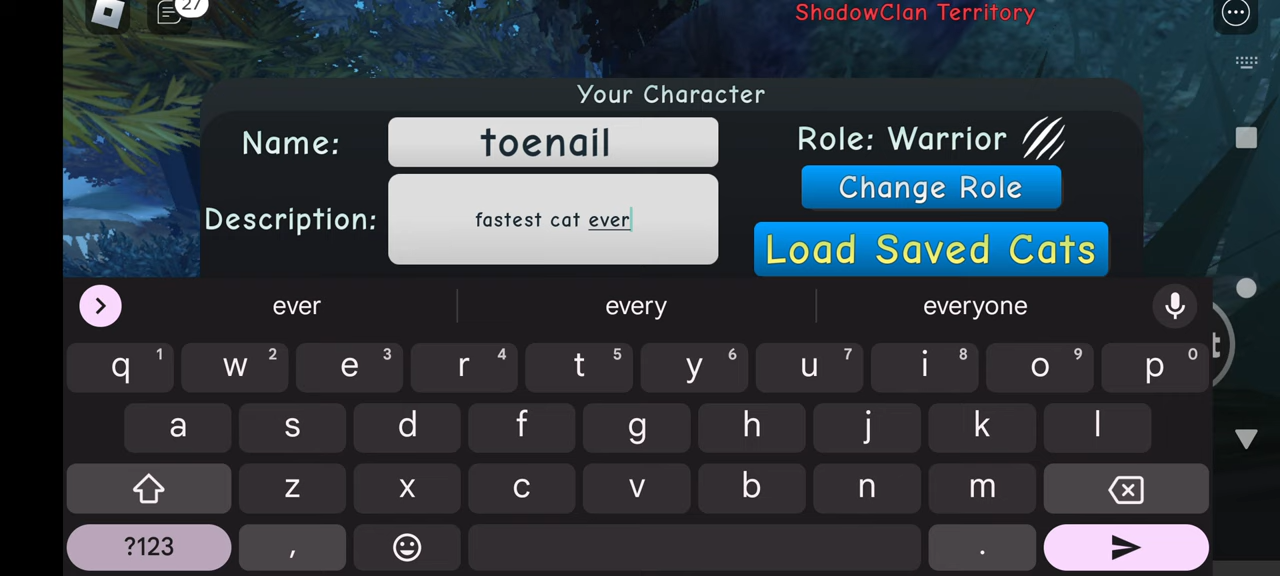 27
ShadowClan Territory
Your Character
Name:
toenail
Role: Warrior
Change Role
Description:
fastest cat ever
Load Saved Cats
ever
every
everyone
q 1 w 2 e 3 r 4 t 5 y 6 u 7 i 8 o 9 p 0
a s d f g h j k l
z x c v b n m
?123 , .